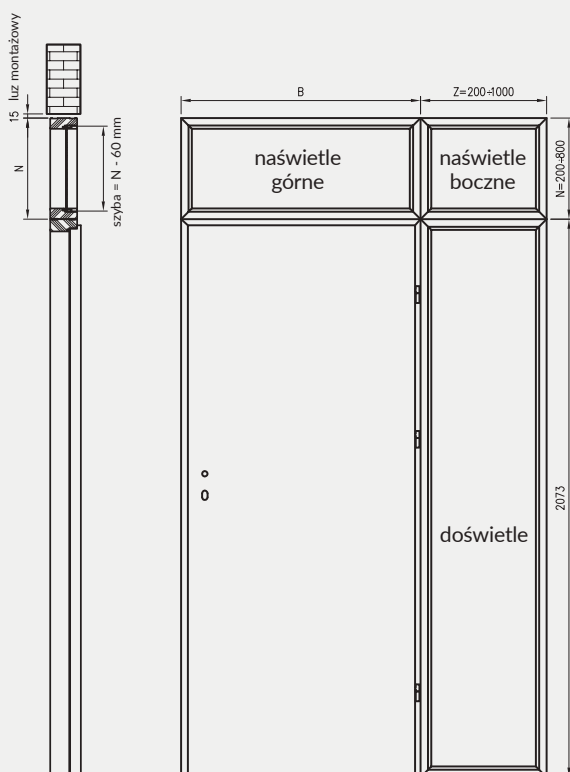 15 luz montażowy
N
szyba = N - 60 mm
B
Z=200÷1000
naświetle
górne
naświetle
boczne
N=200÷800
2073
doświetle